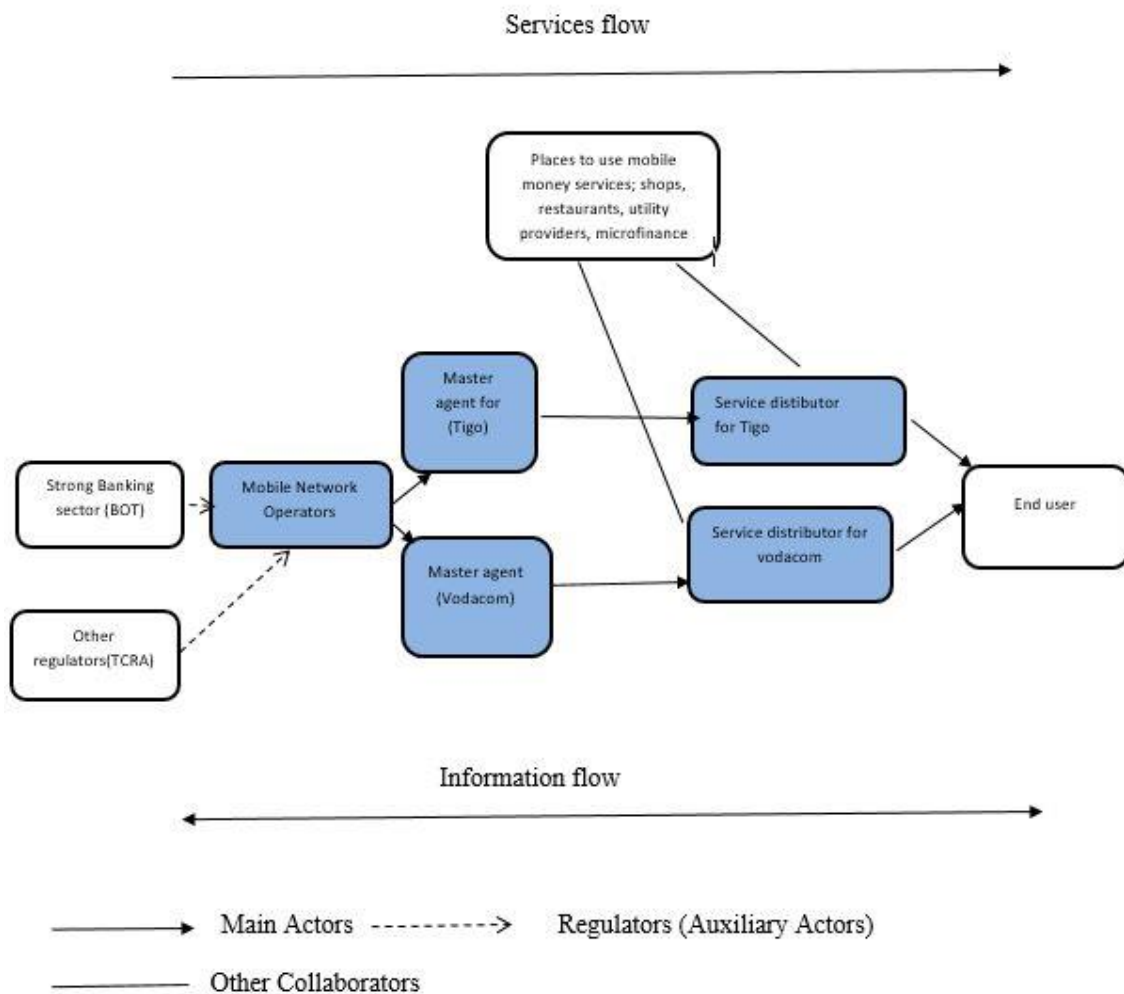 Services flow
Places to use mobile
money services; shops,
restaurants, utility
providers, microfinance
Master
agent for
(Tigo)
Service distibutor
for Tigo
Strong Banking
sector (BOT)
Mobile Network
Operators
End user
Service distributor for
vodacom
Master agent
(Vodacom)
Other
regulators(TCRA)
Information flow
Main Actors
Regulators (Auxiliary Actors)
Other Collaborators